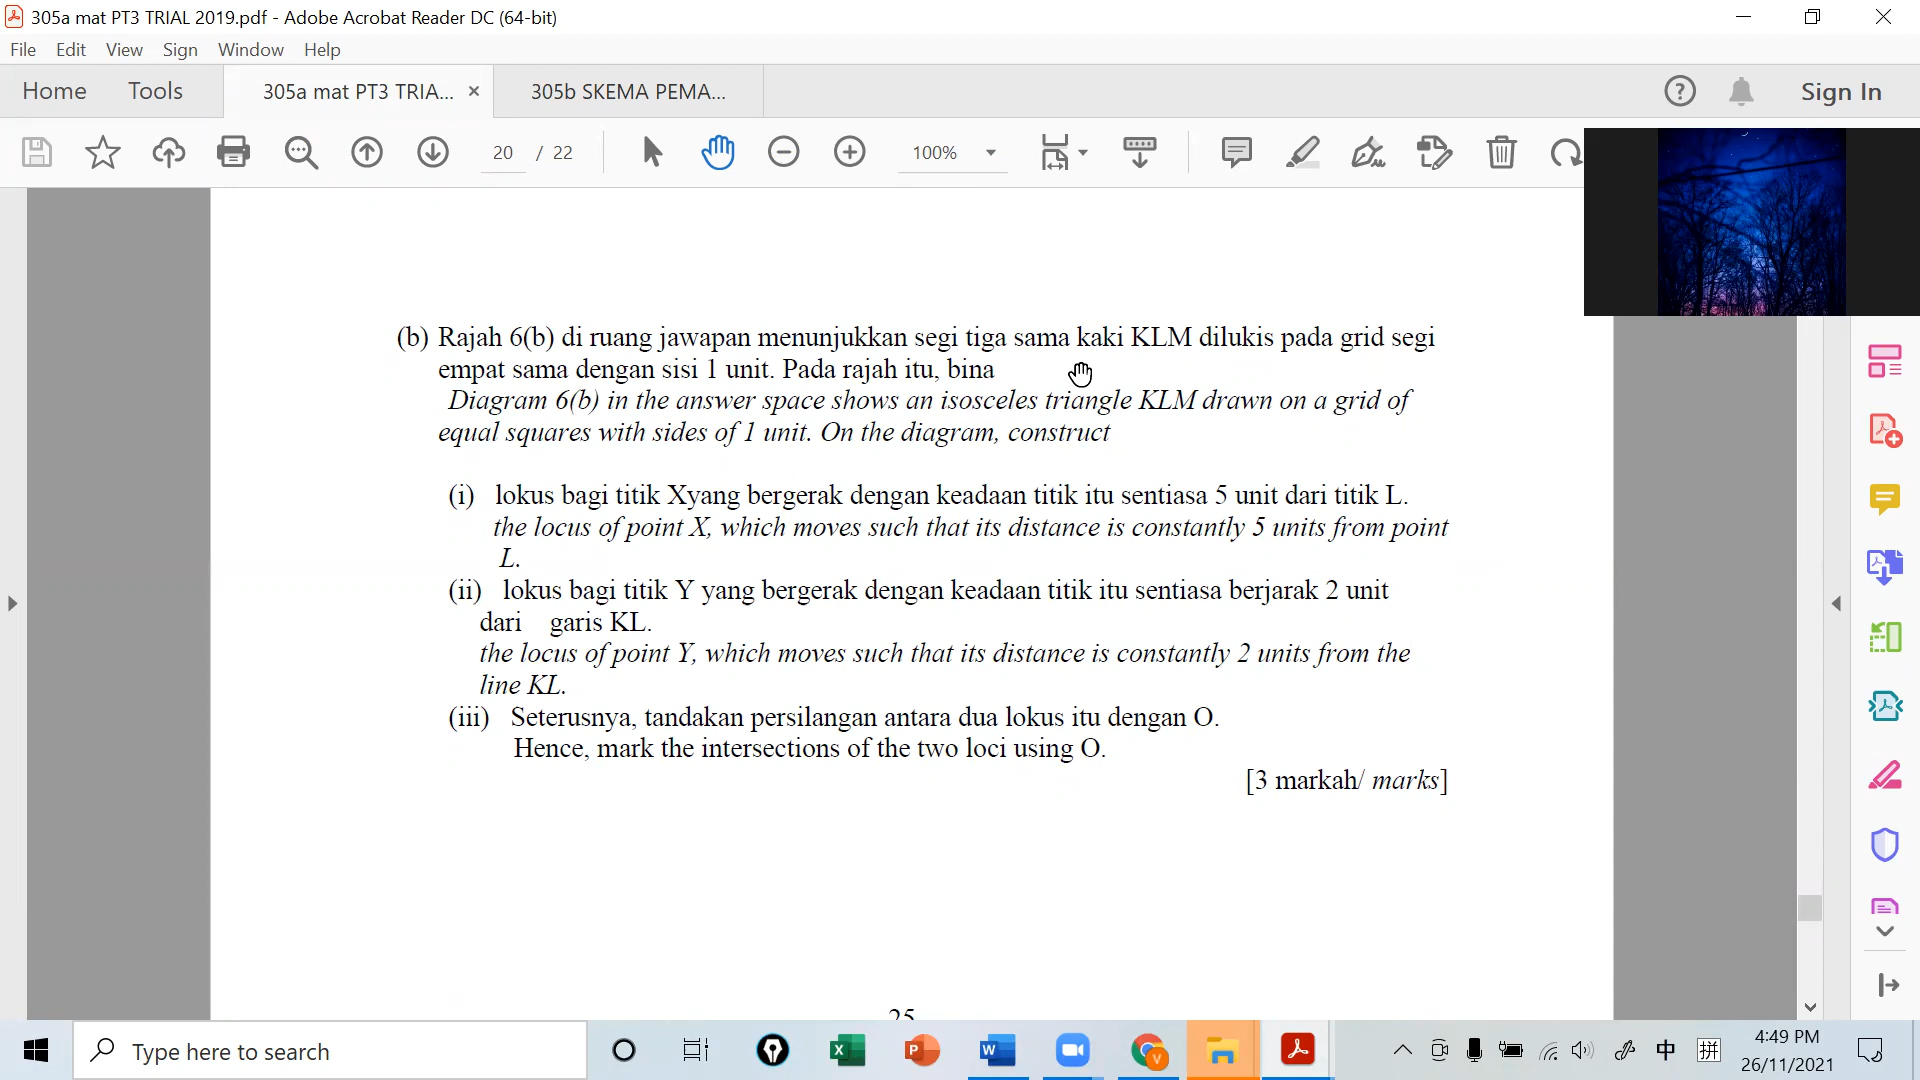 305a mat PT3 TRIAL 2019.pdf - Adobe Acrobat Reader DC (64-bit)
File Edit View Sign Window Help
Home Tools 305a mat PT3 TRIA... × 305b SKEMA PEMA... Sign In
20 / 22 100%
(b) Rajah 6(b) di ruang jawapan menunjukkan segi tiga sama kaki KLM dilukis pada grid segi
empat sama dengan sisi 1 unit. Pada rajah itu, bina
Diagram 6(b) in the answer space shows an isosceles triangle KLM drawn on a grid of
equal squares with sides of 1 unit. On the diagram, construct
(i) lokus bagi titik Xyang bergerak dengan keadaan titik itu sentiasa 5 unit dari titik L.
the locus of point X, which moves such that its distance is constantly 5 units from point
L.
(ii) lokus bagi titik Y yang bergerak dengan keadaan titik itu sentiasa berjarak 2 unit
dari garis KL.
the locus of point Y, which moves such that its distance is constantly 2 units from the
line KL.
(iii) Seterusnya, tandakan persilangan antara dua lokus itu dengan O.
Hence, mark the intersections of the two loci using O.
[3 markah/ marks]
25
Type here to search
中 拼 4:49 PM
26/11/2021